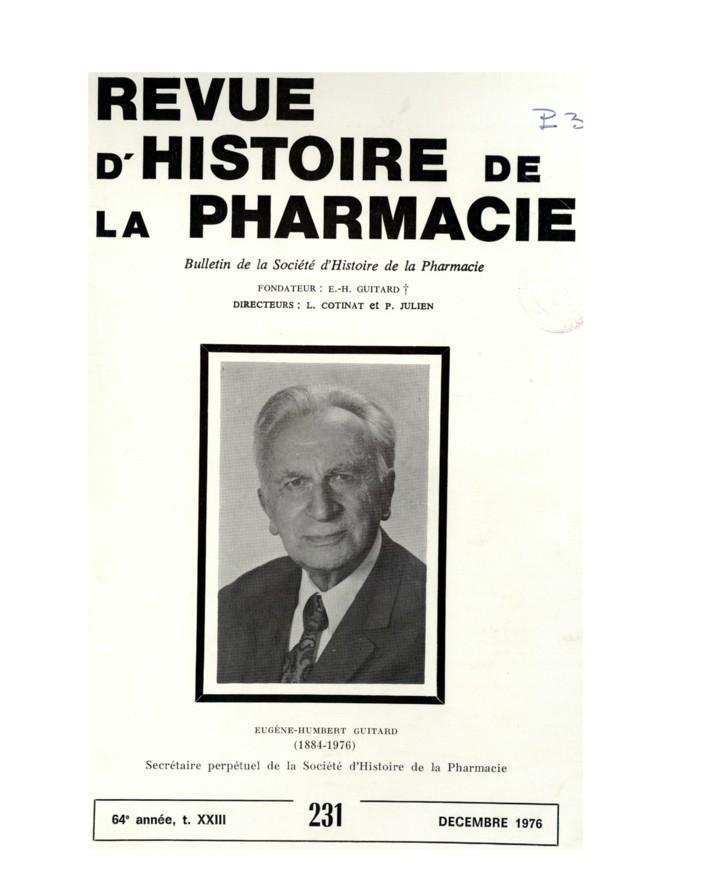 REVUE
D'HISTOIRE DE
LA PHARMACIE
Bulletin de la Société d'Histoire de la Pharmacie
FONDATEUR : E.-H. GUITARD †
DIRECTEURS : L. COTINAT et P. JULIEN
EUGÈNE-HUMBERT GUITARD
(1884-1976)
Secrétaire perpétuel de la Société d'Histoire de la Pharmacie
64e année, t. XXIII
231
DECEMBRE 1976